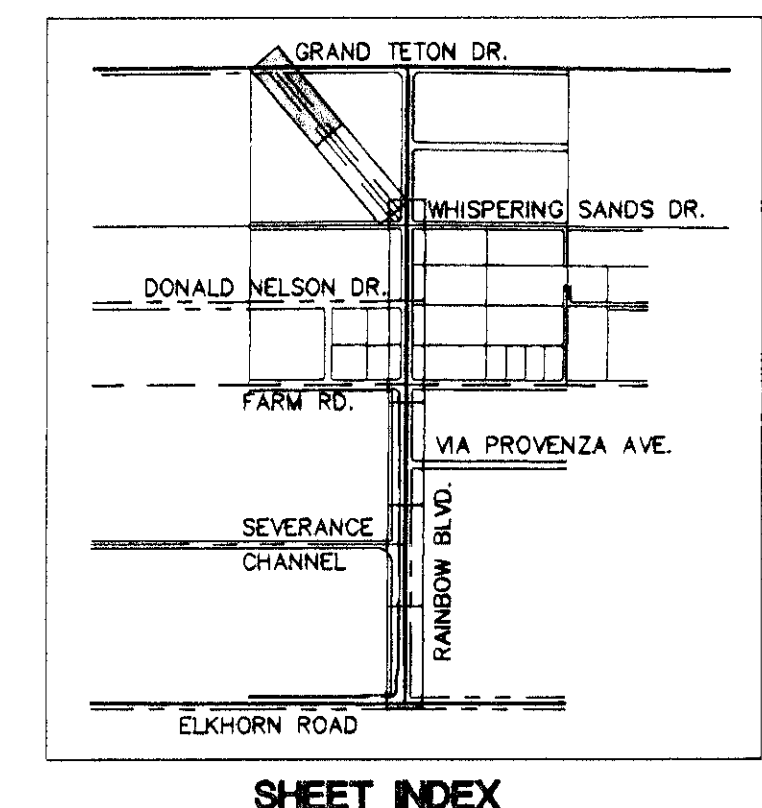 GRAND TETON DR.
WHISPERING SANDS DR.
DONALD NELSON DR.
FARM RD.
VIA PROVENZA AVE.
SEVERANCE
CHANNEL
RAINBOW BLVD.
ELKHORN ROAD
SHEET INDEX